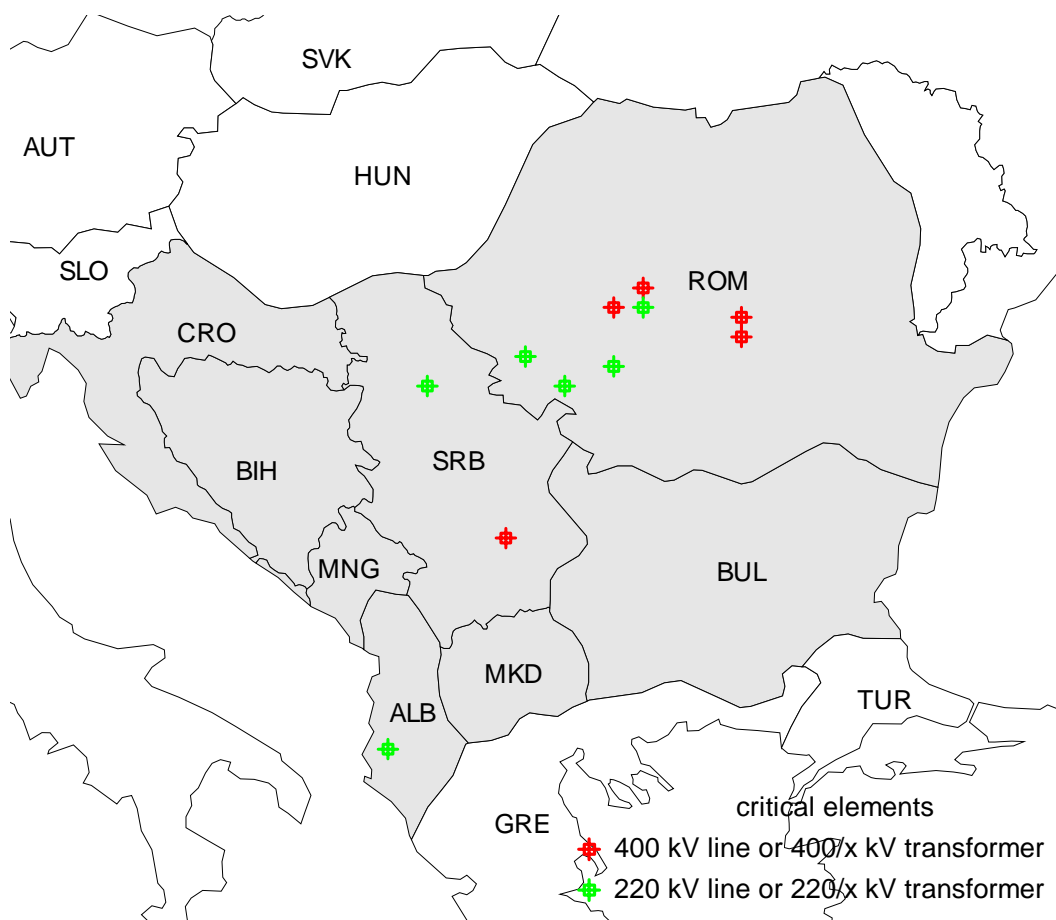 SVK
AUT
HUN
SLO
ROM
CRO
SRB
BIH
MNG
BUL
MKD
ALB
TUR
GRE
critical elements
400 kV line or 400/x kV transformer
220 kV line or 220/x kV transformer